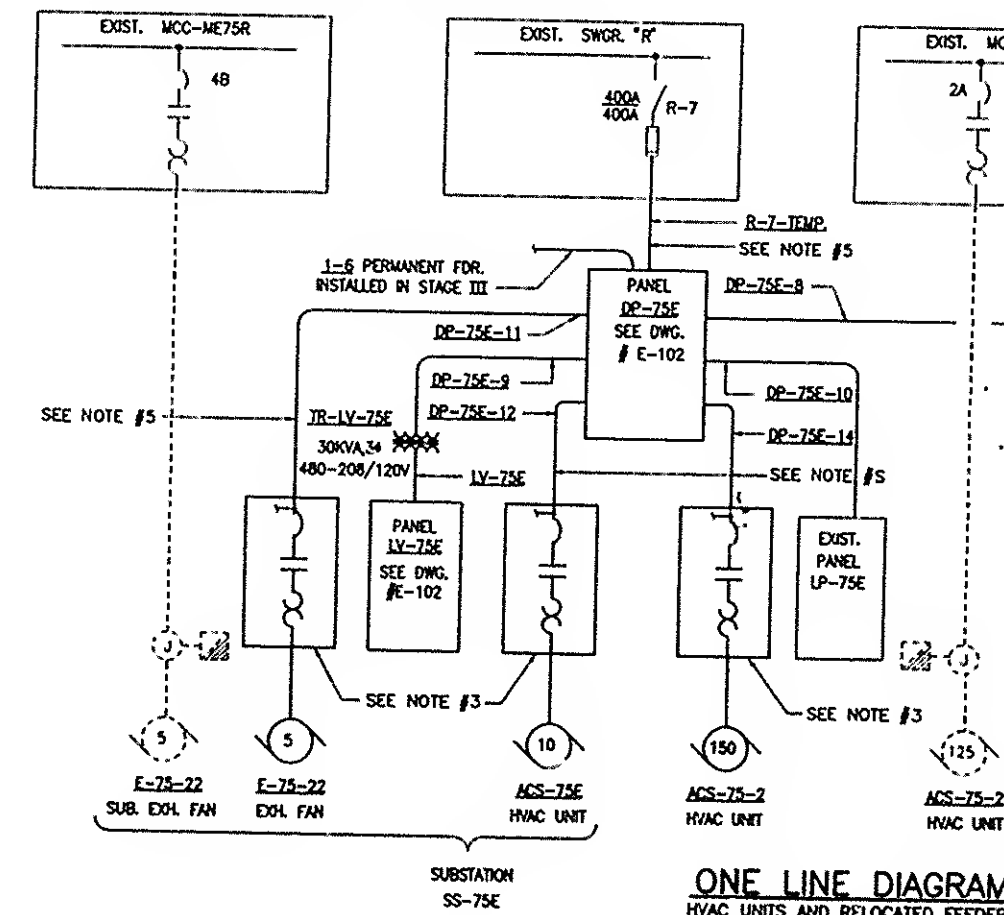 EXIST. MCC-ME75R
4B
EXIST. SWGR. "R"
400A
400A
R-7
EXIST. MC
2A
R-7-TEMP.
SEE NOTE #5
1-6 PERMANENT FDR.
INSTALLED IN STAGE III
PANEL
DP-75E
SEE DWG.
# E-102
DP-75E-8
DP-75E-11
DP-75E-9
DP-75E-10
DP-75E-12
DP-75E-14
SEE NOTE #5
TR-LV-75E
30KVA,3ϕ
480-208/120V
LV-75E
SEE NOTE #S
PANEL
LV-75E
SEE DWG.
#E-102
EXIST.
PANEL
LP-75E
J
J
SEE NOTE #3
SEE NOTE #3
5
5
10
150
125
E-75-22
SUB. EXH. FAN
E-75-22
EXH. FAN
ACS-75E
HVAC UNIT
ACS-75-2
HVAC UNIT
ACS-75-2
HVAC UNIT
SUBSTATION
SS-75E
ONE LINE DIAGRAM
HVAC UNITS AND RELOCATED FEEDER